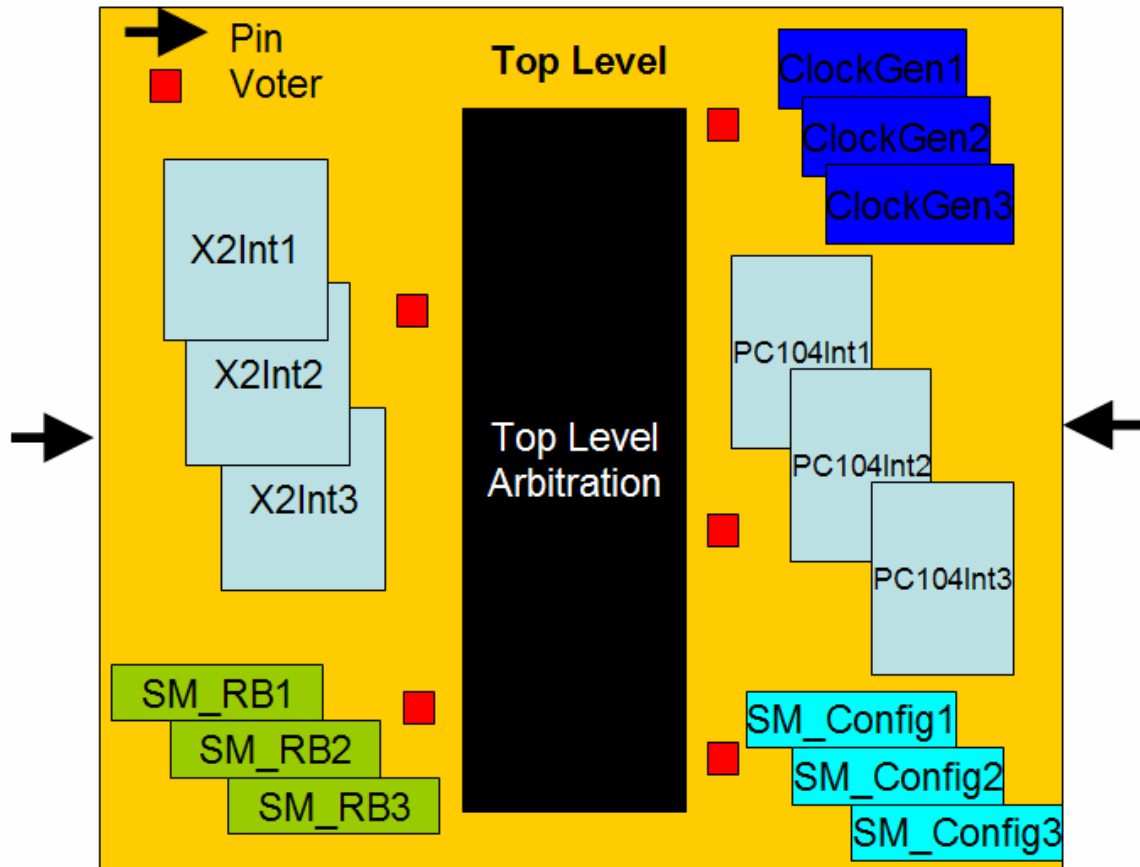 Pin
Voter
Top Level
ClockGen1
ClockGen2
ClockGen3
X2Int1
X2Int2
X2Int3
Top Level
Arbitration
PC104Int1
PC104Int2
PC104Int3
SM_RB1
SM_RB2
SM_RB3
SM_Config1
SM_Config2
SM_Config3